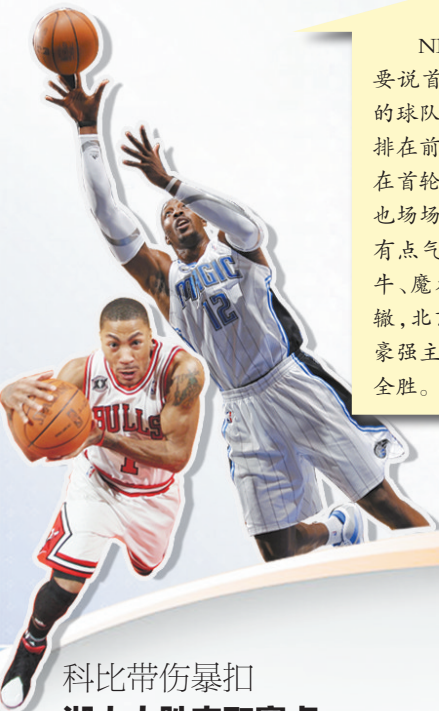 NB
要说首
的球队
排在前
在首轮
也场场
有点气
牛、魔
辙，北京
豪强主
全胜。
MAGIC
12
BULLS
1
科比带伤暴扣